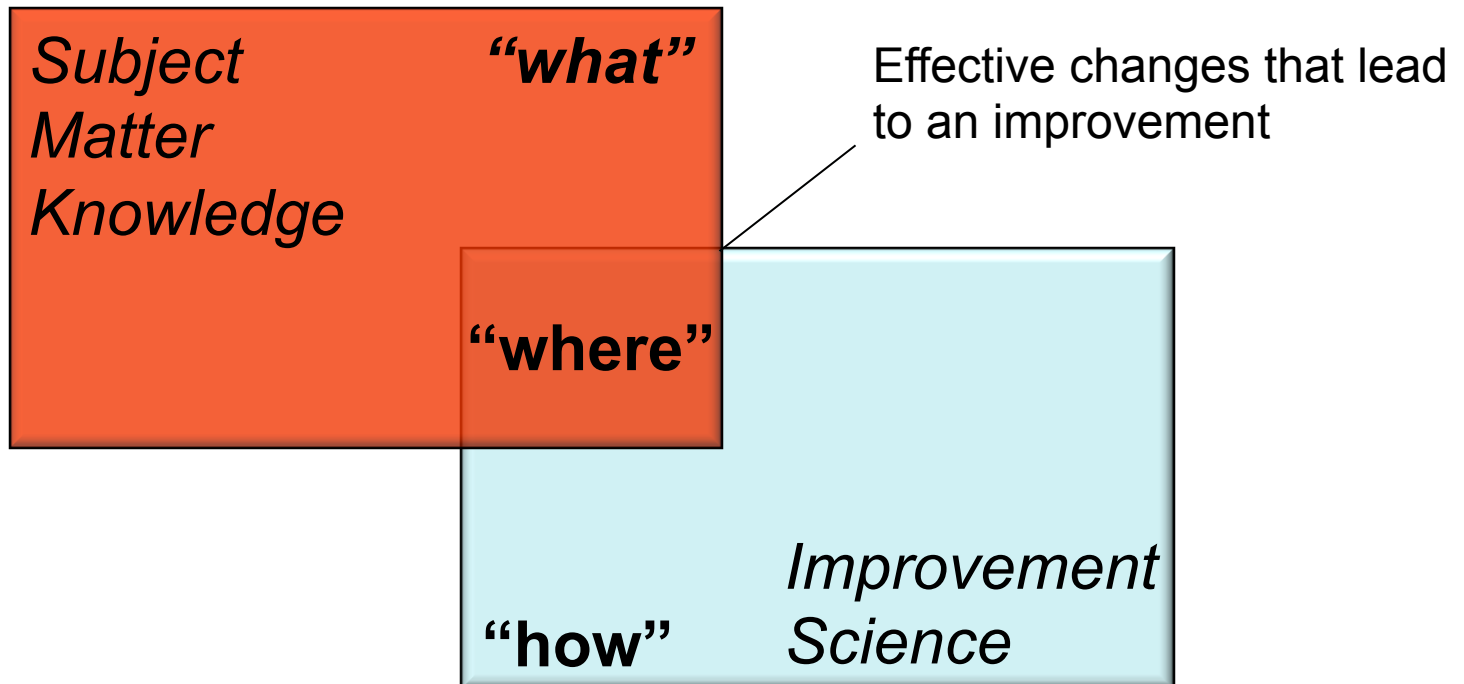 Subject
Matter
Knowledge
“what”
Effective changes that lead
to an improvement
“where”
“how”
Improvement
Science